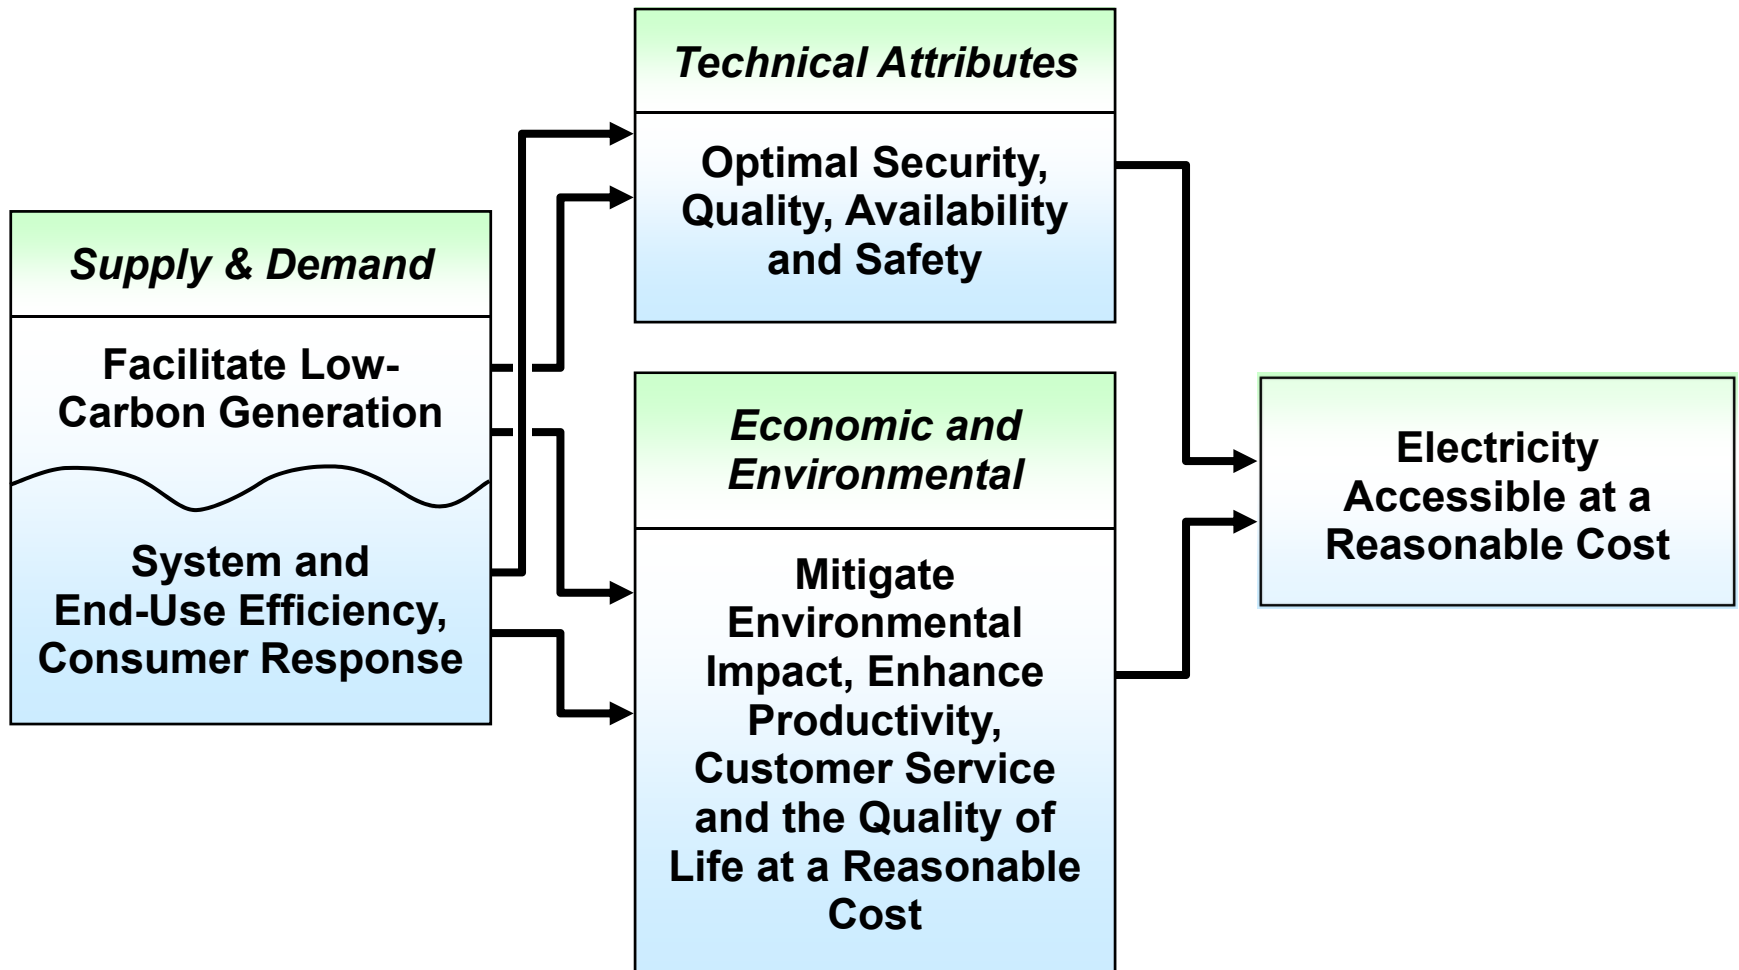 Supply & Demand
Facilitate Low-
Carbon Generation
System and
End-Use Efficiency,
Consumer Response
Technical Attributes
Optimal Security,
Quality, Availability
and Safety
Economic and
Environmental
Mitigate
Environmental
Impact, Enhance
Productivity,
Customer Service
and the Quality of
Life at a Reasonable
Cost
Electricity
Accessible at a
Reasonable Cost